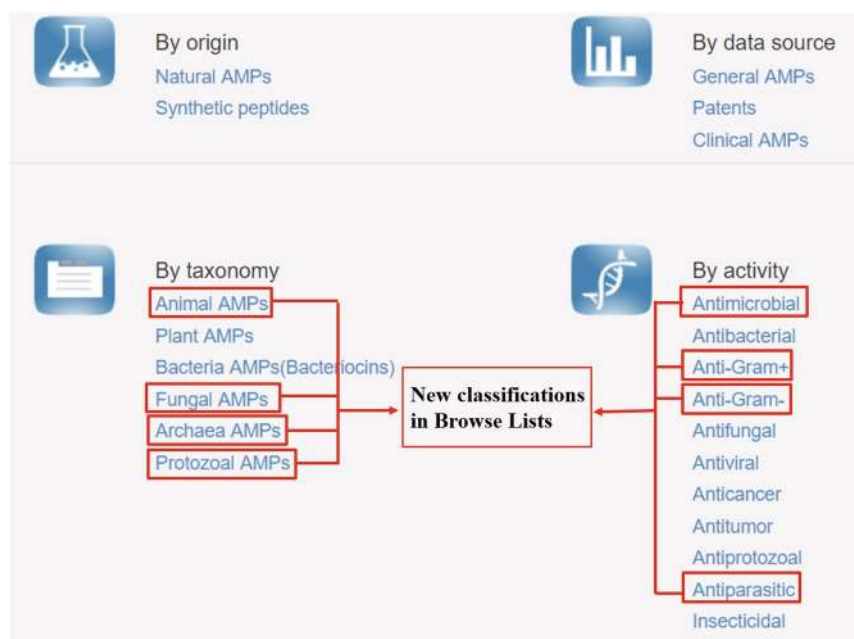 By origin
Natural AMPs
Synthetic peptides
By data source
General AMPs
Patents
Clinical AMPs
By taxonomy
Animal AMPs
Plant AMPs
Bacteria AMPs(Bacteriocins)
Fungal AMPs
Archaea AMPs
Protozoal AMPs
New classifications
in Browse Lists
By activity
Antimicrobial
Antibacterial
Anti-Gram+
Anti-Gram-
Antifungal
Antiviral
Anticancer
Antitumor
Antiprotozoal
Antiparasitic
Insecticidal